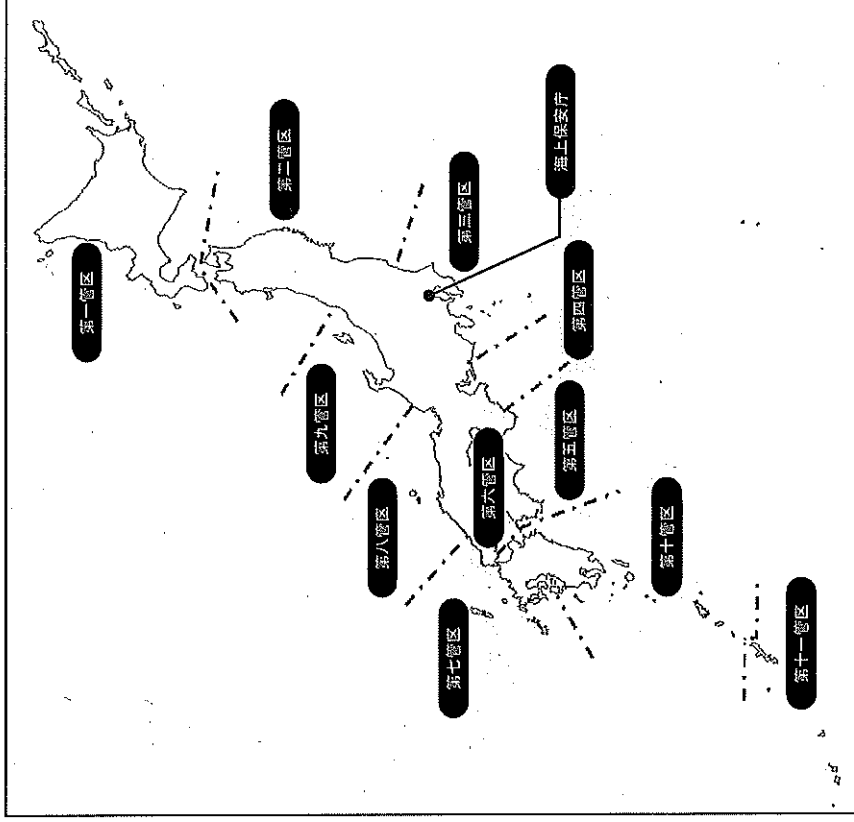 第一管区
第二管区
第三管区
海上保安庁
第四管区
第五管区
第六管区
第七管区
第八管区
第九管区
第十管区
第十一管区